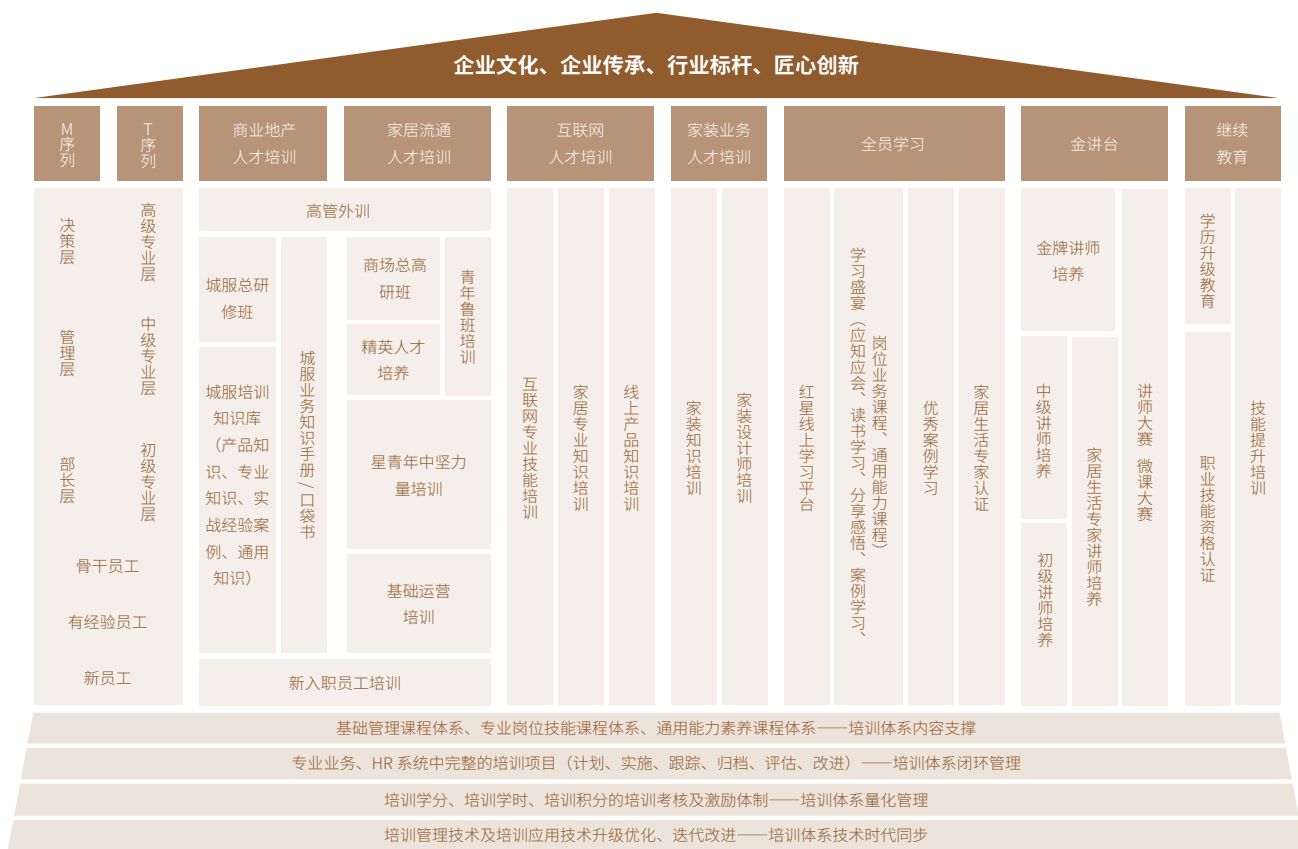 企业文化、企业传承、行业标杆、匠心创新
M序列
T序列
商业地产
人才培训
家居流通
人才培训
互联网
人才培训
家装业务
人才培训
全员学习
金讲台
继续
教育
决策层
管理层
部长层
高级专业层
中级专业层
初级专业层
骨干员工
有经验员工
新员工
高管外训
城服总研
修班
城服培训
知识库
（产品知
识、专业
知识、实
战经验案
例、通用
知识）
城服业务知识手册/口袋书
商场总高
研班
精英人才
培养
青年鲁班培训
星青年中坚力
量培训
基础运营
培训
新入职员工培训
互联网专业技能培训
家居专业知识培训
线上产品知识培训
家装知识培训
家装设计师培训
红星线上学习平台
学习盛宴（应知应会、读书学习、分享感悟、案例学习、
岗位业务课程、通用能力课程）
优秀案例学习
家居生活专家认证
金牌讲师
培养
中级讲师培养
初级讲师培养
家居生活专家讲师培养
讲师大赛 微课大赛
学历升级教育
职业技能资格认证
技能提升培训
基础管理课程体系、专业岗位技能课程体系、通用能力素养课程体系——培训体系内容支撑
专业业务、HR 系统中完整的培训项目（计划、实施、跟踪、归档、评估、改进）——培训体系闭环管理
培训学分、培训学时、培训积分的培训考核及激励体制——培训体系量化管理
培训管理技术及培训应用技术升级优化、迭代改进——培训体系技术时代同步